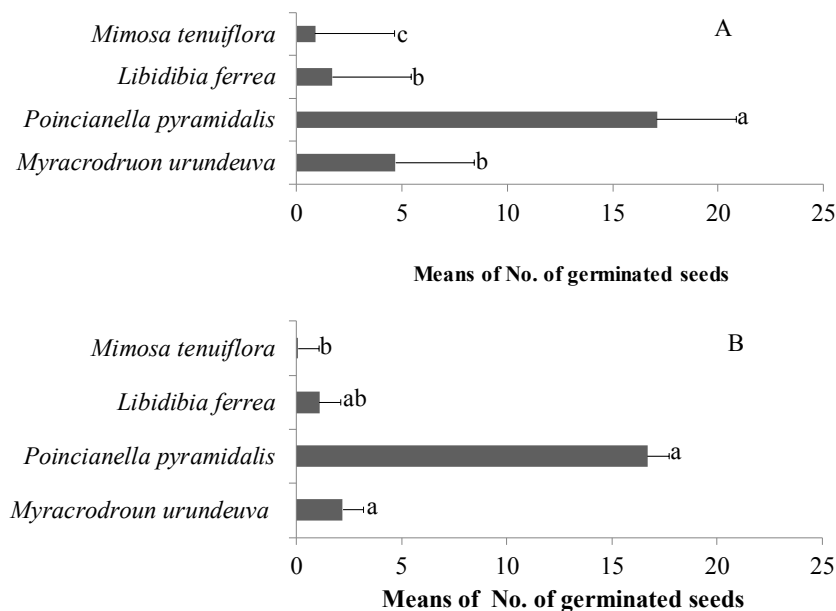 A
Mimosa tenuiflora c
Libidibia ferrea b
Poincianella pyramidalis a
Myracrodruon urundeuva b
0 5 10 15 20 25
Means of No. of germinated seeds
B
Mimosa tenuiflora b
Libidibia ferrea ab
Poincianella pyramidalis a
Myracrodroun urundeuva a
0 5 10 15 20 25
Means of No. of germinated seeds